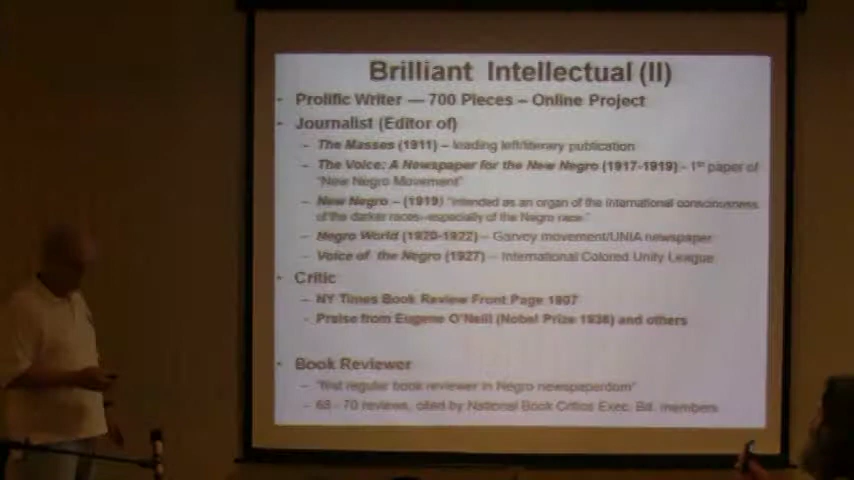 Brilliant Intellectual (II)
- Prolific Writer — 700 Pieces – Online Project
- Journalist (Editor of)
– The Masses (1911) – leading left/literary publication
– The Voice: A Newspaper for the New Negro (1917-1919) - 1st paper of
"New Negro Movement"
– New Negro – (1919) "intended as an organ of the international consciousness
of the darker races--especially of the Negro race."
– Negro World (1920-1922) – Garvey movement/UNIA newspaper
– Voice of the Negro (1927) – International Colored Unity League
- Critic
– NY Times Book Review Front Page 1907
- Praise from Eugene O'Neill (Nobel Prize 1936) and others
- Book Reviewer
– "first regular book reviewer in Negro newspaperdom"
– 68 - 70 reviews, cited by National Book Critics Exec. Bd. members